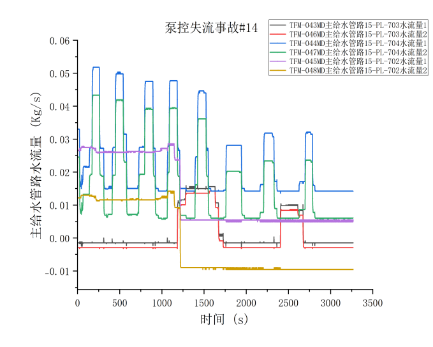 泵控失流事故#14
TFM-043MD主给水管路15-PL-703水流量1
TFM-046MD主给水管路15-PL-703水流量2
TFM-044MD主给水管路15-PL-704水流量1
TFM-047MD主给水管路15-PL-704水流量2
TFM-045MD主给水管路15-PL-702水流量1
TFM-048MD主给水管路15-PL-702水流量2
主给水管路水流量 (Kg/s)
0.06
0.05
0.04
0.03
0.02
0.01
0.00
-0.01
0 500 1000 1500 2000 2500 3000 3500
时间 (s)